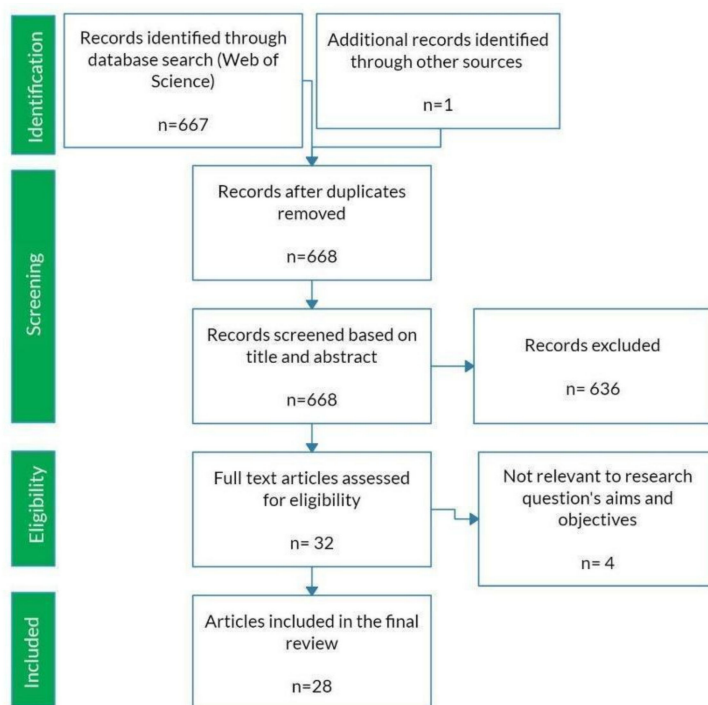 Identification
Records identified through
database search (Web of
Science)
n=667
Additional records identified
through other sources
n=1
Screening
Records after duplicates
removed
n=668
Records screened based on
title and abstract
n=668
Records excluded
n= 636
Eligibility
Full text articles assessed
for eligibility
n= 32
Not relevant to research
question's aims and
objectives
n= 4
Included
Articles included in the final
review
n=28